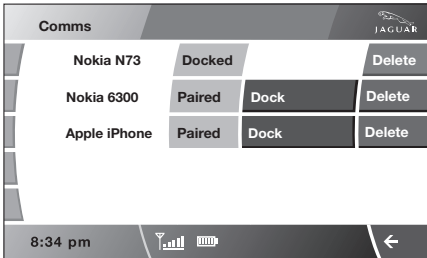 Comms
JAGUAR
Nokia N73 Docked Delete
Nokia 6300 Paired Dock Delete
Apple iPhone Paired Dock Delete
8:34 pm